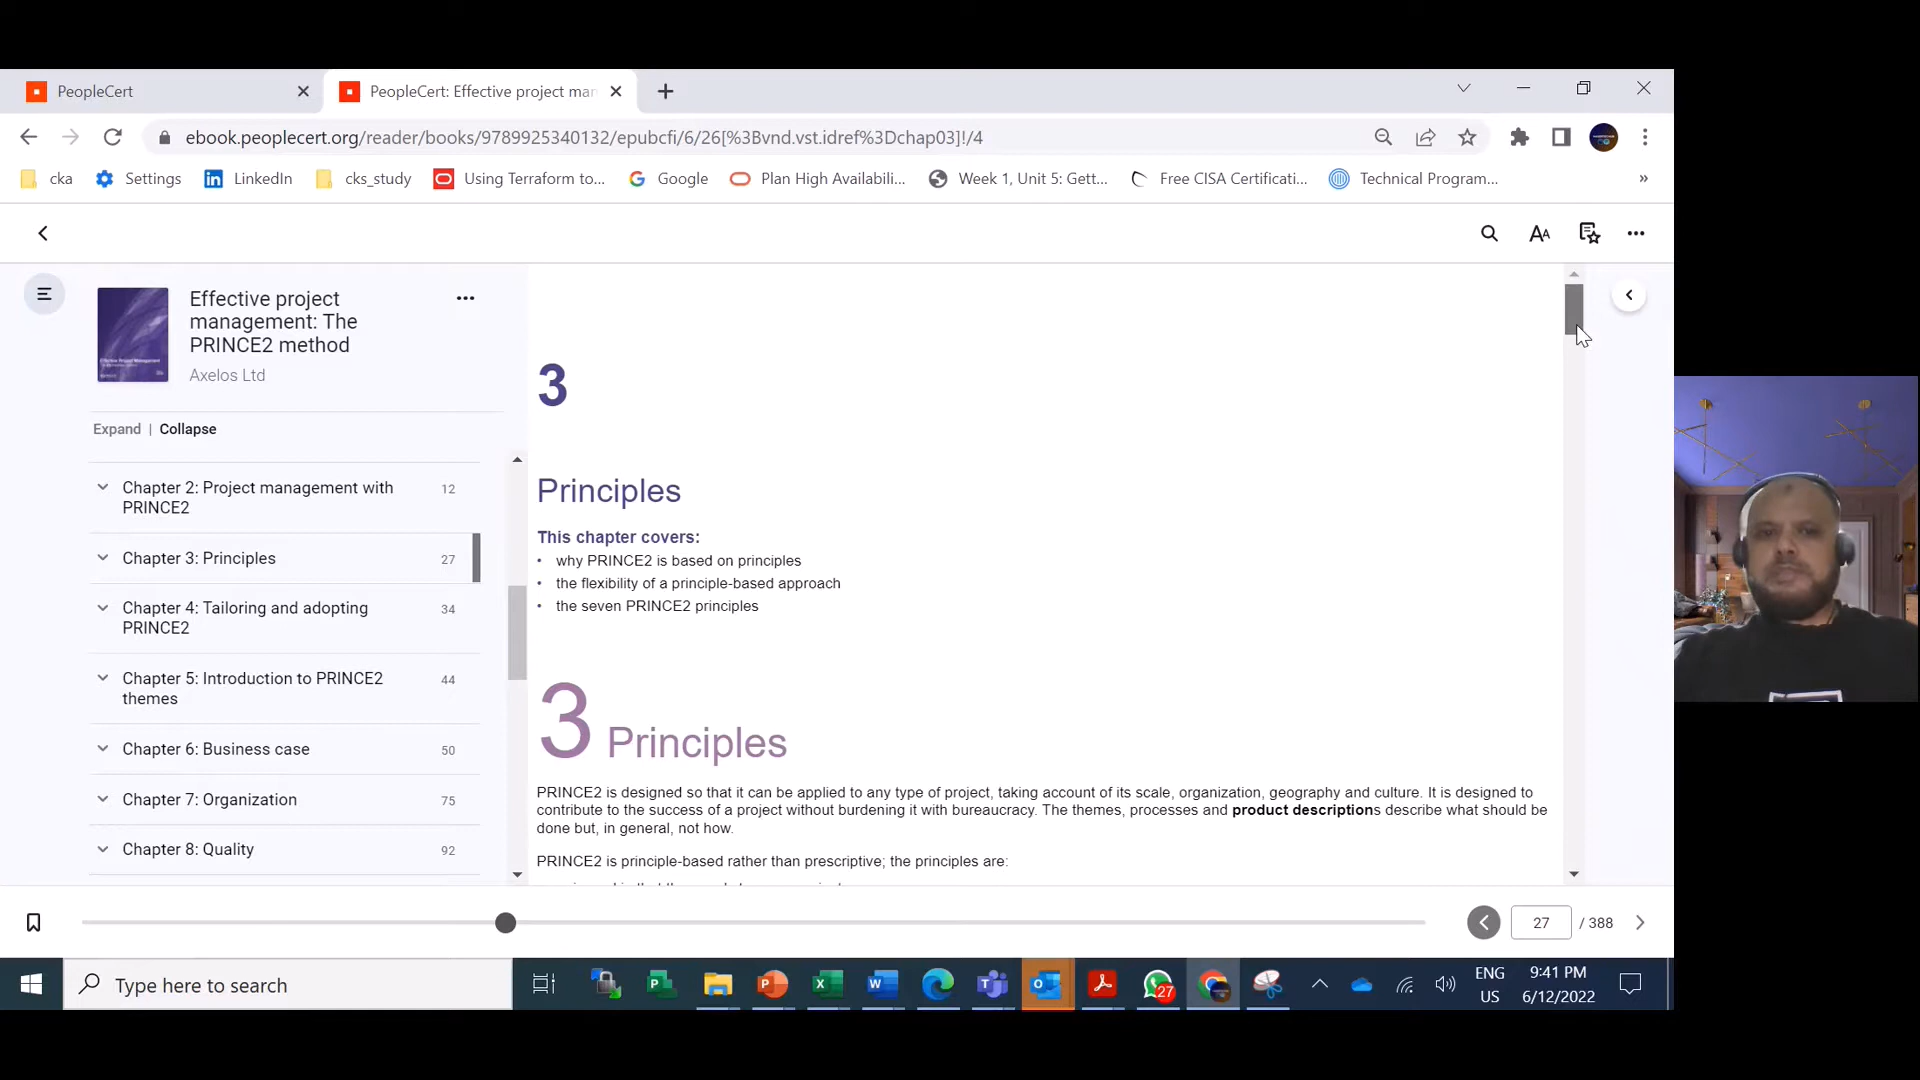 PeopleCert
PeopleCert: Effective project mar
ebook.peoplecert.org/reader/books/9789925340132/epubcfi/6/26[%3Bvnd.vst.idref%3Dchap03]!/4
cka
Settings
LinkedIn
cks_study
Using Terraform to...
Google
Plan High Availabili...
Week 1, Unit 5: Gett...
Free CISA Certificati...
Technical Program...
Effective project
management: The
PRINCE2 method
Axelos Ltd
Expand | Collapse
Chapter 2: Project management with 12
PRINCE2
Chapter 3: Principles 27
Chapter 4: Tailoring and adopting 34
PRINCE2
Chapter 5: Introduction to PRINCE2 44
themes
Chapter 6: Business case 50
Chapter 7: Organization 75
Chapter 8: Quality 92
3
Principles
This chapter covers:
• why PRINCE2 is based on principles
• the flexibility of a principle-based approach
• the seven PRINCE2 principles
3 Principles
PRINCE2 is designed so that it can be applied to any type of project, taking account of its scale, organization, geography and culture. It is designed to
contribute to the success of a project without burdening it with bureaucracy. The themes, processes and product descriptions describe what should be
done but, in general, not how.
PRINCE2 is principle-based rather than prescriptive; the principles are:
27 / 388
Type here to search
27
ENG
US
9:41 PM
6/12/2022